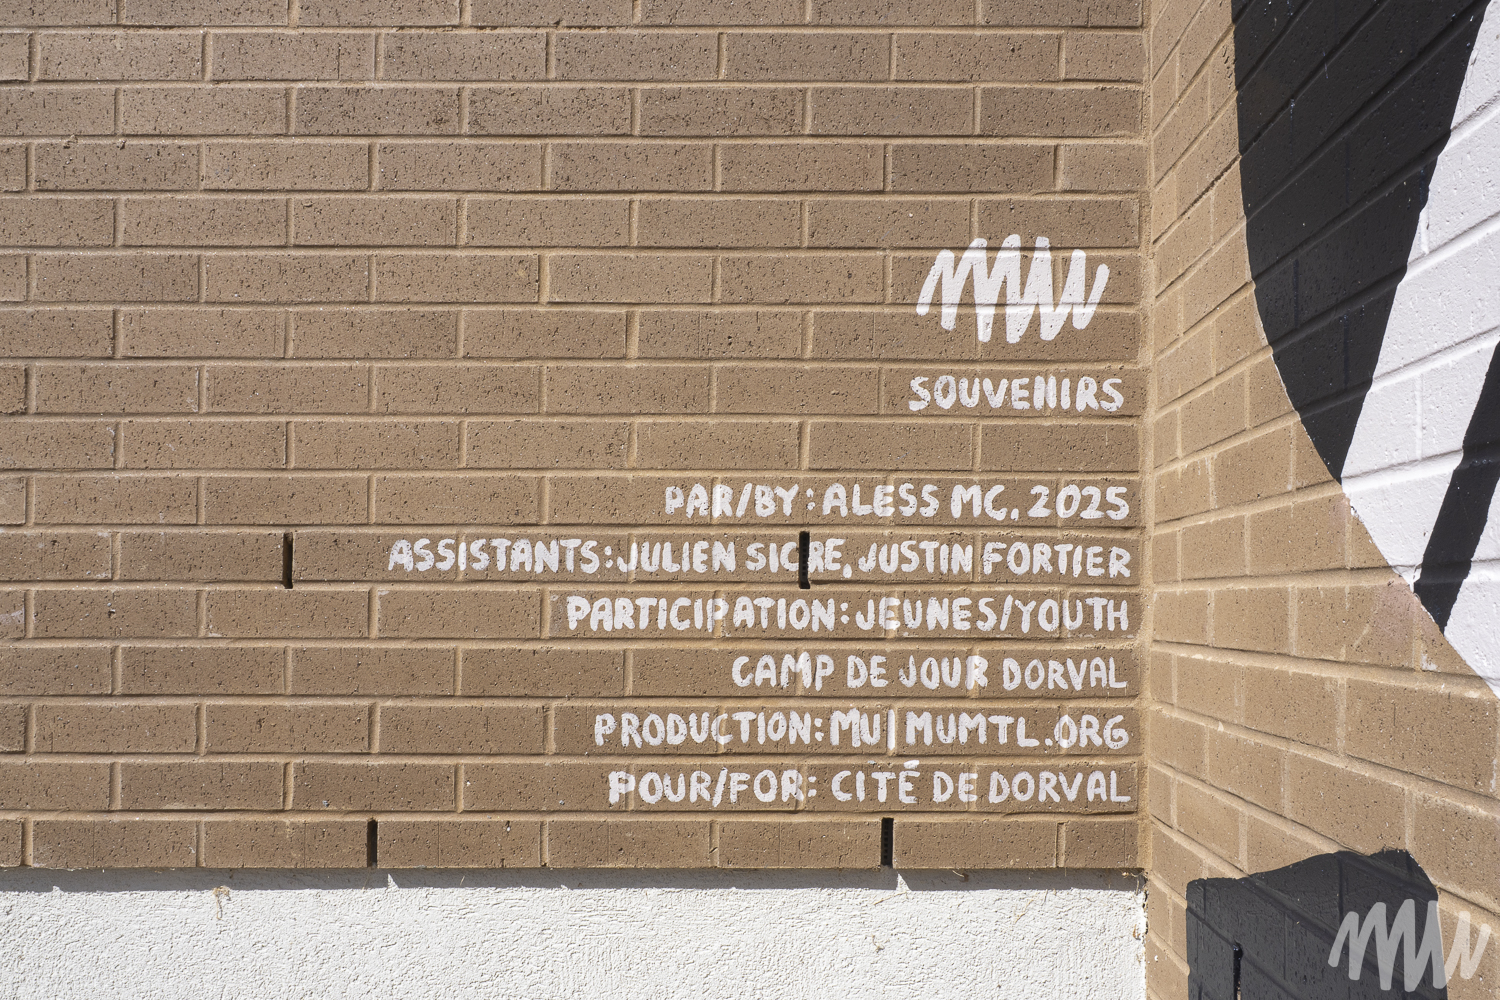 SOUVENIRS
PAR/BY: ALESS MC, 2025
ASSISTANTS: JULIEN SICRE, JUSTIN FORTIER
PARTICIPATION: JEUNES/YOUTH
CAMP DE JOUR DORVAL
PRODUCTION: MU | MUMTL.ORG
POUR/FOR: CITÉ DE DORVAL